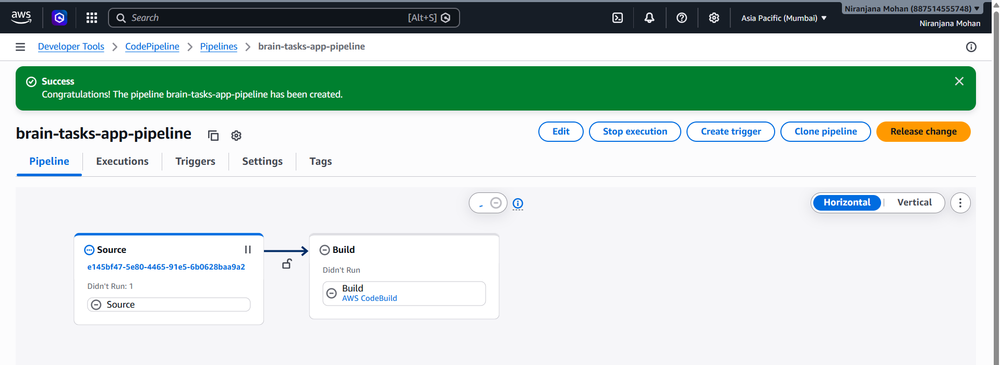 aws
Search
[Alt+S]
Asia Pacific (Mumbai) ▼
Niranjana Mohan (887514555748) ▼
Niranjana Mohan
Developer Tools > CodePipeline > Pipelines > brain-tasks-app-pipeline
Success
Congratulations! The pipeline brain-tasks-app-pipeline has been created.
brain-tasks-app-pipeline
Edit
Stop execution
Create trigger
Clone pipeline
Release change
Pipeline
Executions
Triggers
Settings
Tags
Horizontal
Vertical
Source
e145bf47-5e80-4465-91e5-6b0628baa9a2
Didn't Run: 1
Source
Build
Didn't Run
Build
AWS CodeBuild